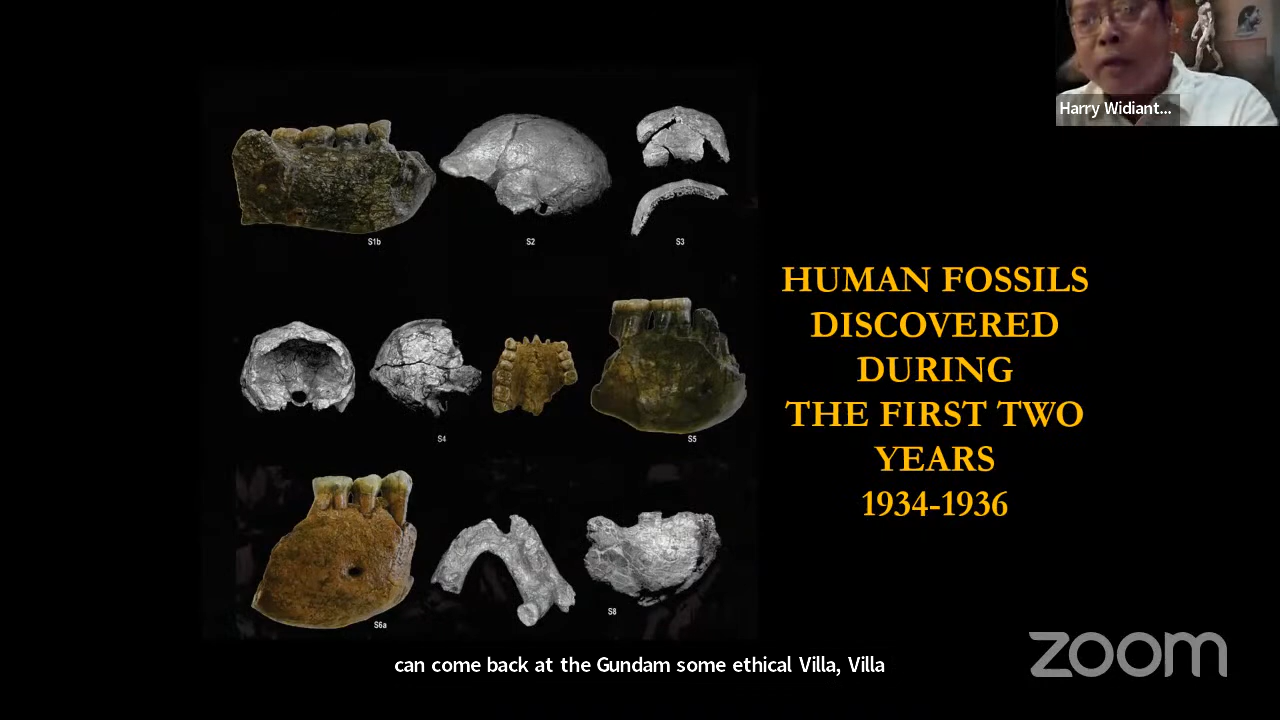 Harry Widiant...
S1b
S2
S3
S4
S5
S6a
S8
HUMAN FOSSILS
DISCOVERED
DURING
THE FIRST TWO
YEARS
1934-1936
can come back at the Gundam some ethical Villa, Villa
zoom